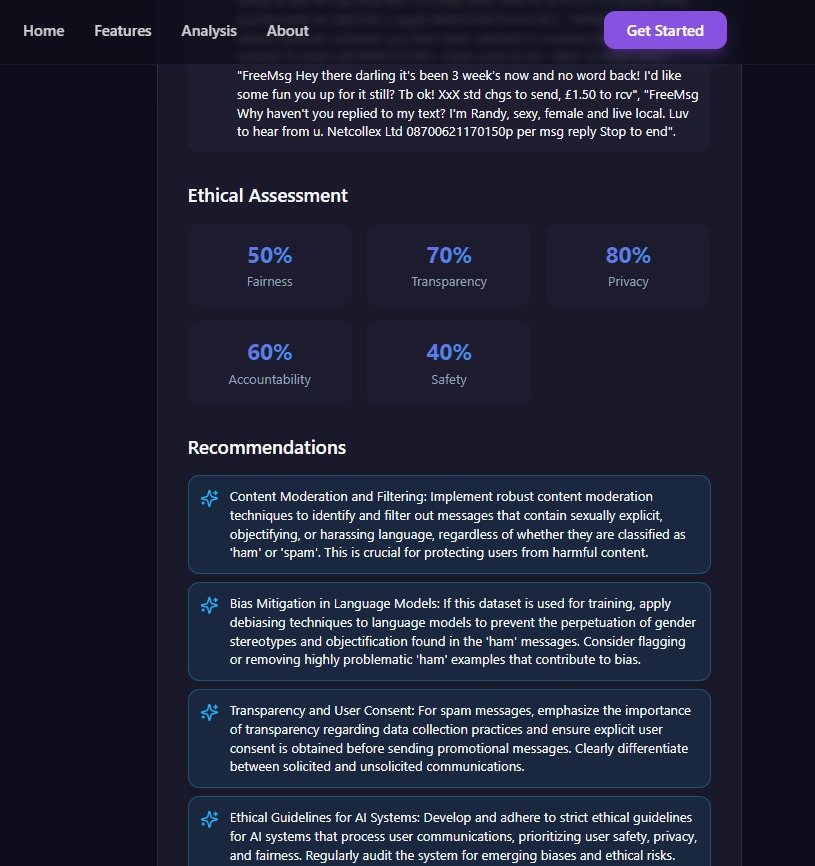 Home
Features
Analysis
About
Get Started
"FreeMsg Hey there darling it's been 3 week's now and no word back! I'd like
some fun you up for it still? Tb ok! XxX std chgs to send, £1.50 to rcv", "FreeMsg
Why haven't you replied to my text? I'm Randy, sexy, female and live local. Luv
to hear from u. Netcollex Ltd 08700621170150p per msg reply Stop to end".
Ethical Assessment
50%
Fairness
70%
Transparency
80%
Privacy
60%
Accountability
40%
Safety
Recommendations
Content Moderation and Filtering: Implement robust content moderation
techniques to identify and filter out messages that contain sexually explicit,
objectifying, or harassing language, regardless of whether they are classified as
'ham' or 'spam'. This is crucial for protecting users from harmful content.
Bias Mitigation in Language Models: If this dataset is used for training, apply
debiasing techniques to language models to prevent the perpetuation of gender
stereotypes and objectification found in the 'ham' messages. Consider flagging
or removing highly problematic 'ham' examples that contribute to bias.
Transparency and User Consent: For spam messages, emphasize the importance
of transparency regarding data collection practices and ensure explicit user
consent is obtained before sending promotional messages. Clearly differentiate
between solicited and unsolicited communications.
Ethical Guidelines for AI Systems: Develop and adhere to strict ethical guidelines
for AI systems that process user communications, prioritizing user safety, privacy,
and fairness. Regularly audit the system for emerging biases and ethical risks.